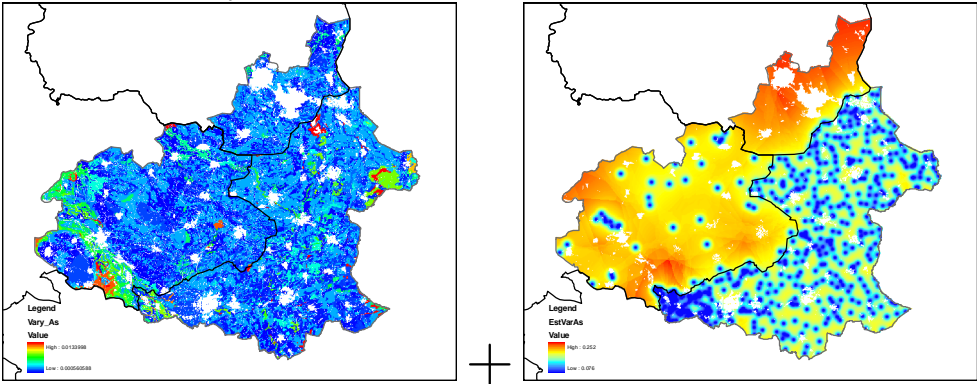 Legend
Vary_As
Value
High : 0.0133998
Low : 0.000560588
Legend
EstVarAs
Value
High : 0.252
Low : 0.076